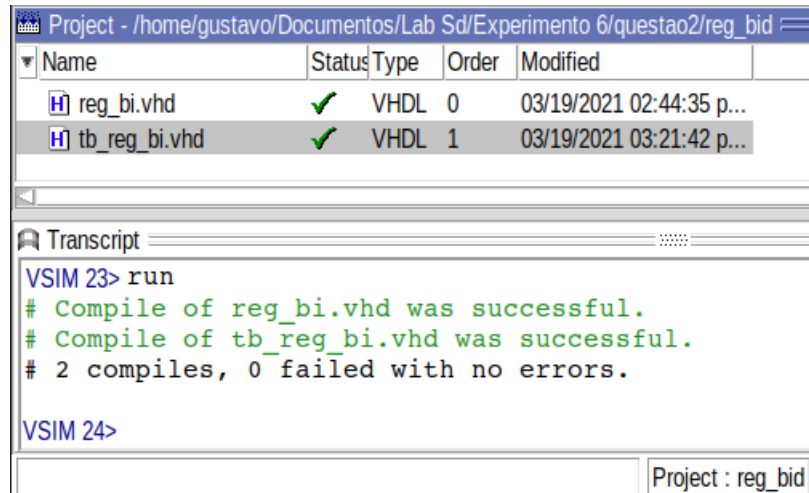 Project - /home/gustavo/Documentos/Lab Sd/Experimento 6/questao2/reg_bid
Name Status Type Order Modified
reg_bi.vhd VHDL 0 03/19/2021 02:44:35 p...
tb_reg_bi.vhd VHDL 1 03/19/2021 03:21:42 p...
Transcript
VSIM 23> run
# Compile of reg_bi.vhd was successful.
# Compile of tb_reg_bi.vhd was successful.
# 2 compiles, 0 failed with no errors.
VSIM 24>
Project : reg_bid